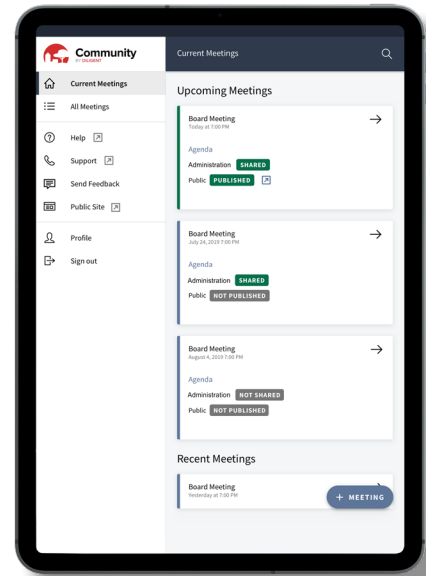 Community
BY DILIGENT
Current Meetings
All Meetings
Help
Support
Send Feedback
Public Site
Profile
Sign out
Current Meetings
Upcoming Meetings
Board Meeting
Today at 7:00 PM
Agenda
Administration SHARED
Public PUBLISHED
Board Meeting
July 24, 2019 7:00 PM
Agenda
Administration SHARED
Public NOT PUBLISHED
Board Meeting
August 4, 2019 7:00 PM
Agenda
Administration NOT SHARED
Public NOT PUBLISHED
Recent Meetings
Board Meeting
Yesterday at 7:00 PM
+ MEETING